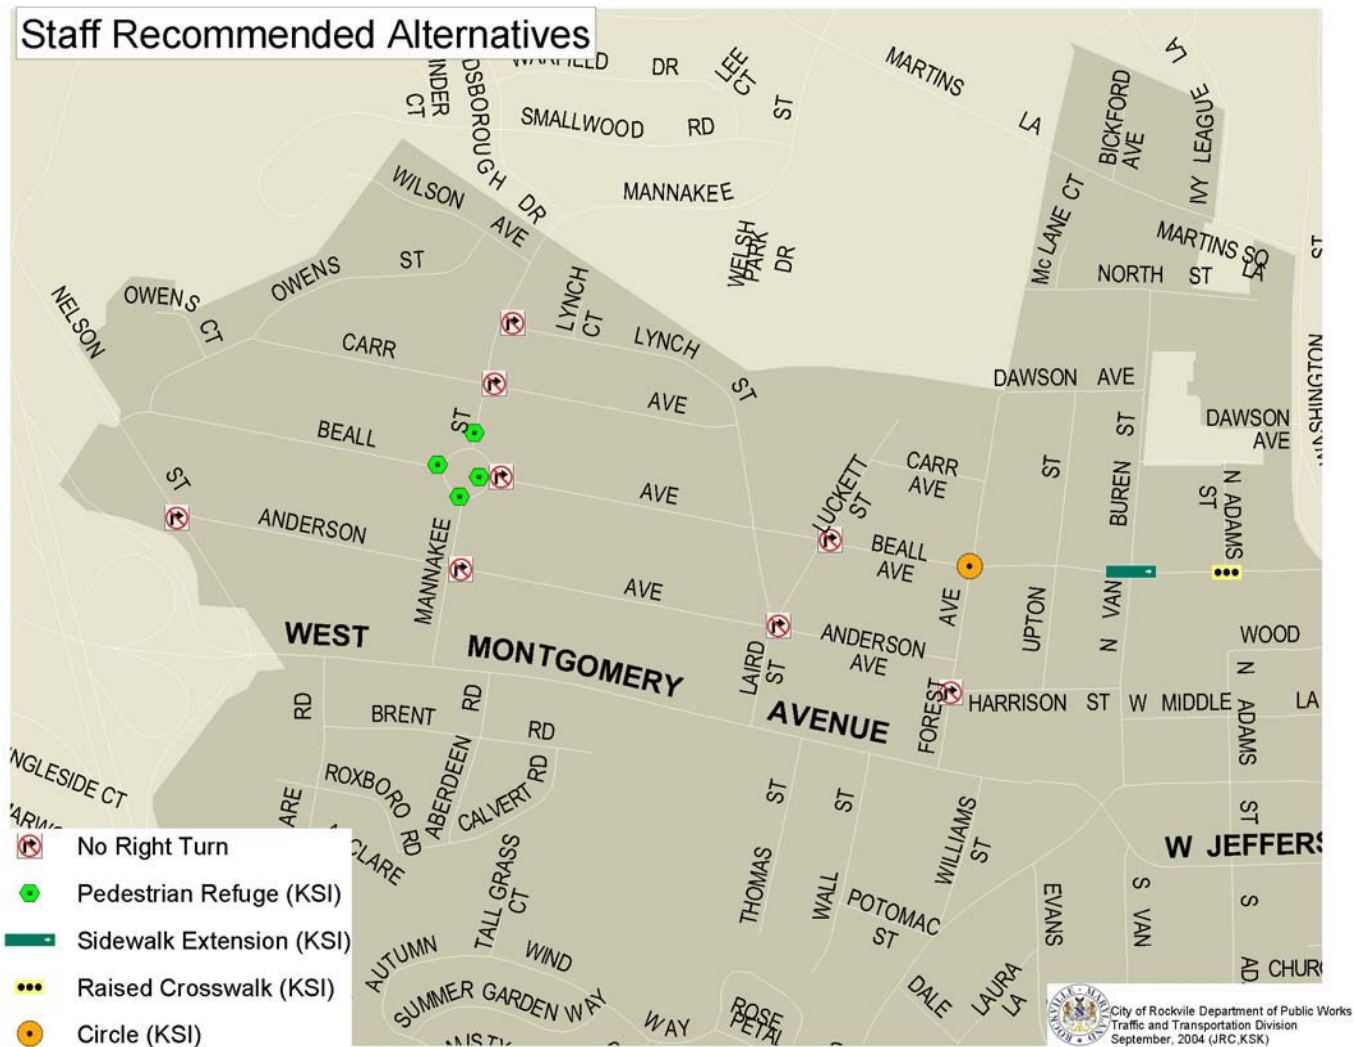 Staff Recommended Alternatives
DR
LEE
CT
ST
MARTINS
LA
LA
CT
SMALLWOOD RD
DR
BICKFORD
AVE
IVY LEAGUE
WILSON
AVE
MANNAKEE
WELSH
PARK
DR
Mc LANE CT
MARTINS SQ
LA
NORTH ST
ST
OWENS ST
OWENS
CT
NELSON
ST
LYNCH
CT
LYNCH
ST
CARR
AVE
DAWSON AVE
DAWSON
AVE
BEALL
ST
AVE
LUCKETT
ST
CARR
AVE
ST
BUREN ST
N ADAMS
ST
ANDERSON
MANNAKEE
AVE
BEALL
AVE
AVE
UPTON
N VAN
WEST MONTGOMERY AVENUE
LAIRD
ST
ANDERSON
AVE
FOREST
HARRISON ST
W MIDDLE LA
WOOD
N ADAMS ST
RD
BRENT
RD
RD
ROXBORO
RD
ABERDEEN
CALVERT
RD
CLARE
TALL GRASS
CT
THOMAS
ST
WALL
ST
WILLIAMS
ST
POTOMAC
ST
EVANS
S VAN
S
W JEFFERS
AUTUMN
WIND
SUMMER GARDEN WAY
WAY
ROSE
PETAL
DALE
LAURA
LA
No Right Turn
Pedestrian Refuge (KSI)
Sidewalk Extension (KSI)
Raised Crosswalk (KSI)
Circle (KSI)
City of Rockville Department of Public Works
Traffic and Transportation Division
September, 2004 (JRC,KSK)